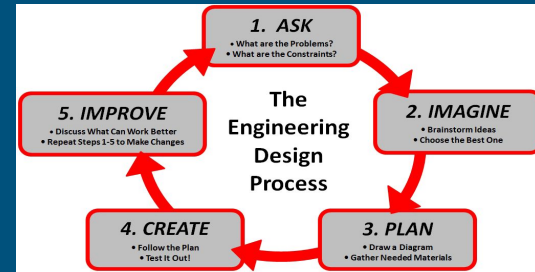 1. ASK
• What are the Problems?
• What are the Constraints?
2. IMAGINE
• Brainstorm Ideas
• Choose the Best One
3. PLAN
• Draw a Diagram
• Gather Needed Materials
4. CREATE
• Follow the Plan
• Test It Out!
5. IMPROVE
• Discuss What Can Work Better
• Repeat Steps 1-5 to Make Changes
The
Engineering
Design
Process